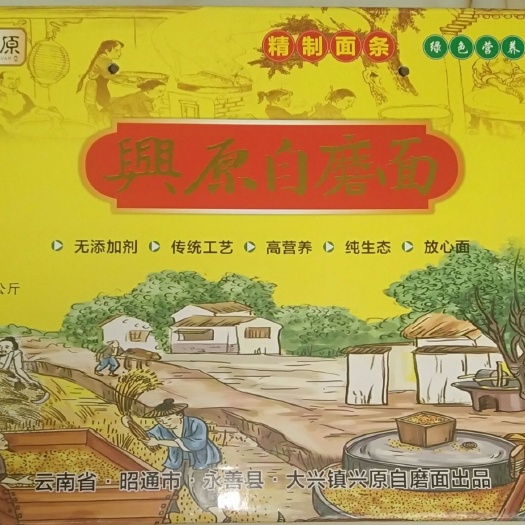 原
精制面条
绿色营养
興原自磨面
无添加剂 传统工艺 高营养 纯生态 放心面
公斤
云南省·昭通市·永善县·大兴镇兴原自磨面出品